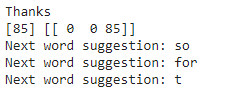 Thanks
[85] [[ 0  0 85]]
Next word suggestion: so
Next word suggestion: for
Next word suggestion: t